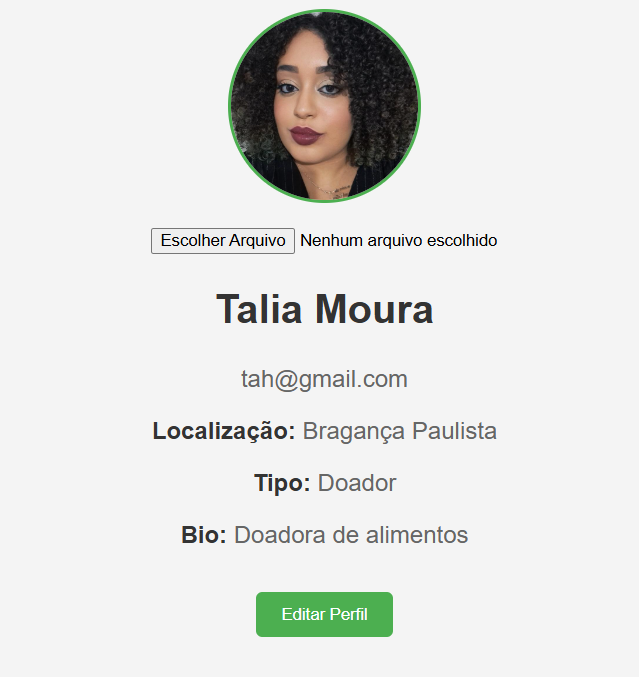 Escolher Arquivo Nenhum arquivo escolhido
Talia Moura
tah@gmail.com
Localização: Bragança Paulista
Tipo: Doador
Bio: Doadora de alimentos
Editar Perfil